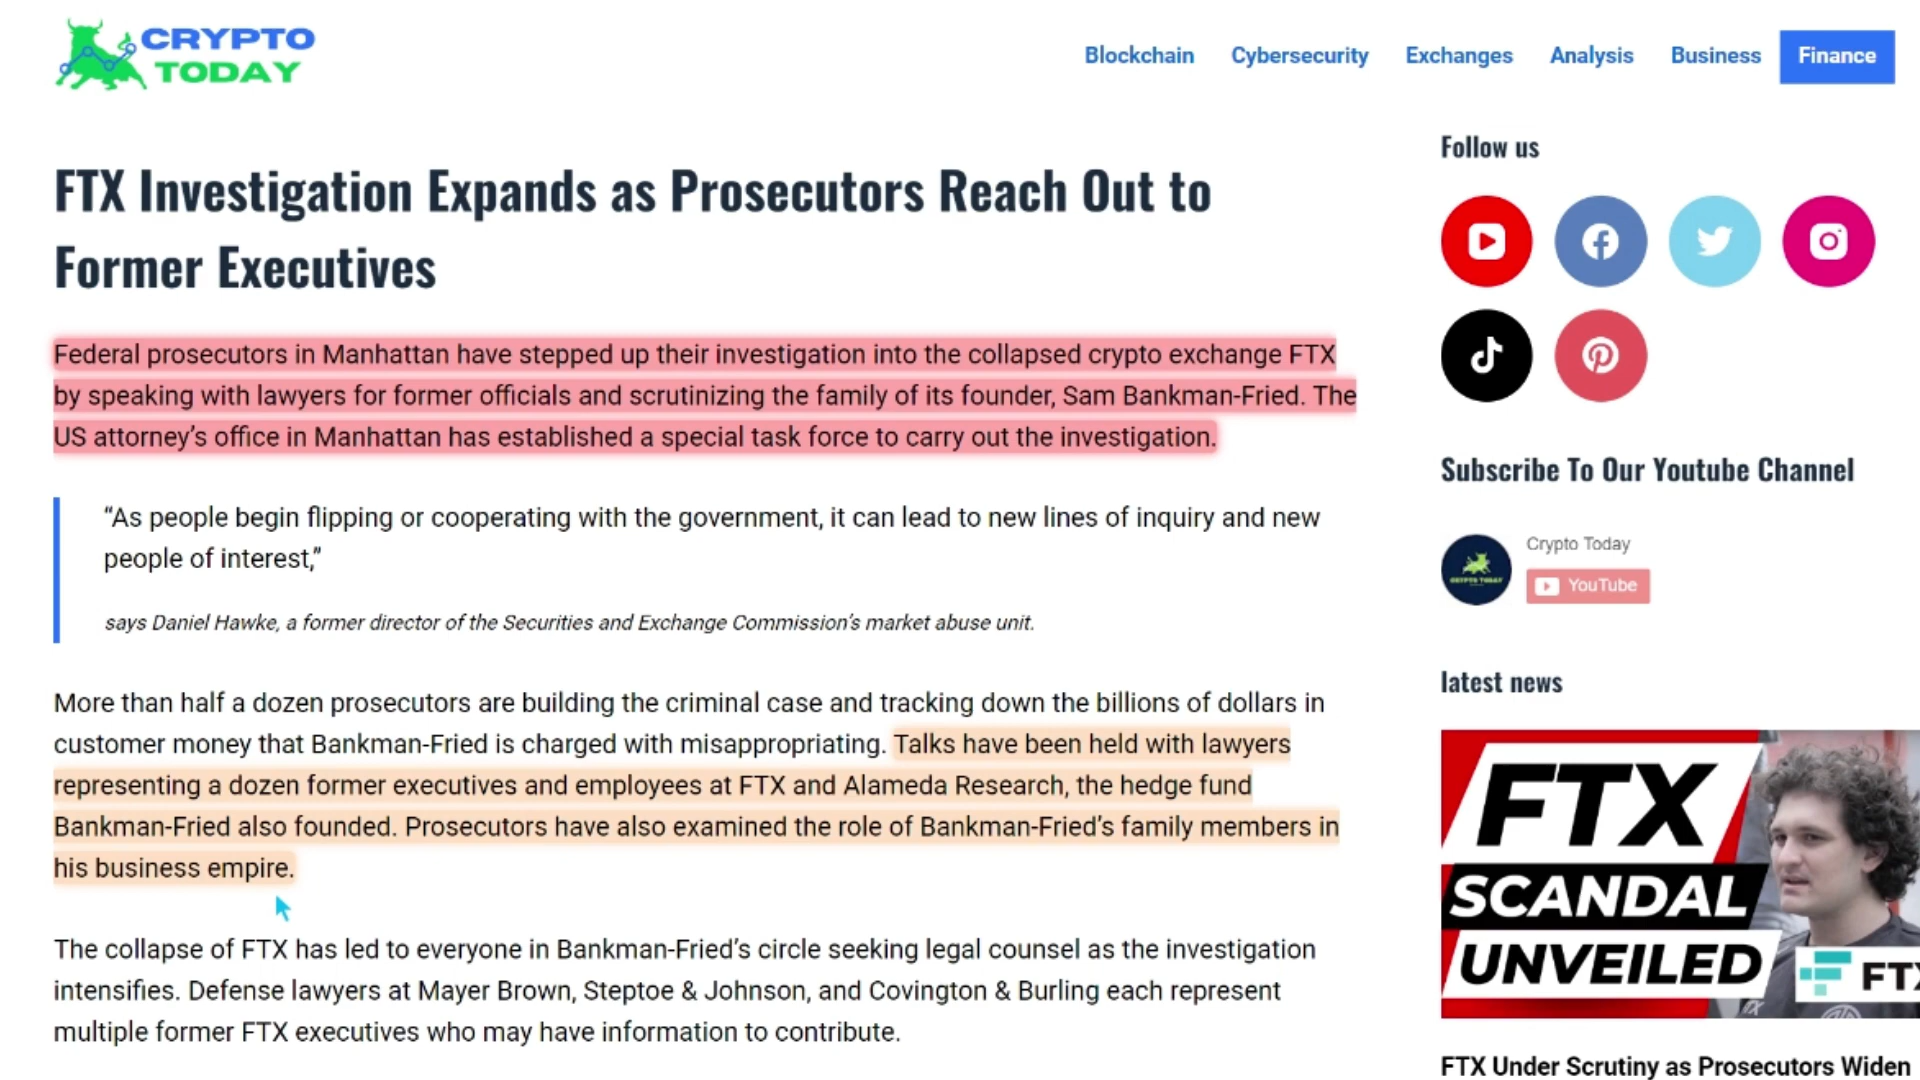 CRYPTO
TODAY
Blockchain Cybersecurity Exchanges Analysis Business Finance
FTX Investigation Expands as Prosecutors Reach Out to
Former Executives
Federal prosecutors in Manhattan have stepped up their investigation into the collapsed crypto exchange FTX
by speaking with lawyers for former officials and scrutinizing the family of its founder, Sam Bankman-Fried. The
US attorney’s office in Manhattan has established a special task force to carry out the investigation.
“As people begin flipping or cooperating with the government, it can lead to new lines of inquiry and new
people of interest,”
says Daniel Hawke, a former director of the Securities and Exchange Commission’s market abuse unit.
More than half a dozen prosecutors are building the criminal case and tracking down the billions of dollars in
customer money that Bankman-Fried is charged with misappropriating. Talks have been held with lawyers
representing a dozen former executives and employees at FTX and Alameda Research, the hedge fund
Bankman-Fried also founded. Prosecutors have also examined the role of Bankman-Fried’s family members in
his business empire.
The collapse of FTX has led to everyone in Bankman-Fried’s circle seeking legal counsel as the investigation
intensifies. Defense lawyers at Mayer Brown, Steptoe & Johnson, and Covington & Burling each represent
multiple former FTX executives who may have information to contribute.
Follow us
Subscribe To Our Youtube Channel
CRYPTO TODAY
Crypto Today
YouTube
latest news
FTX
SCANDAL
UNVEILED
FTX
FTX Under Scrutiny as Prosecutors Widen